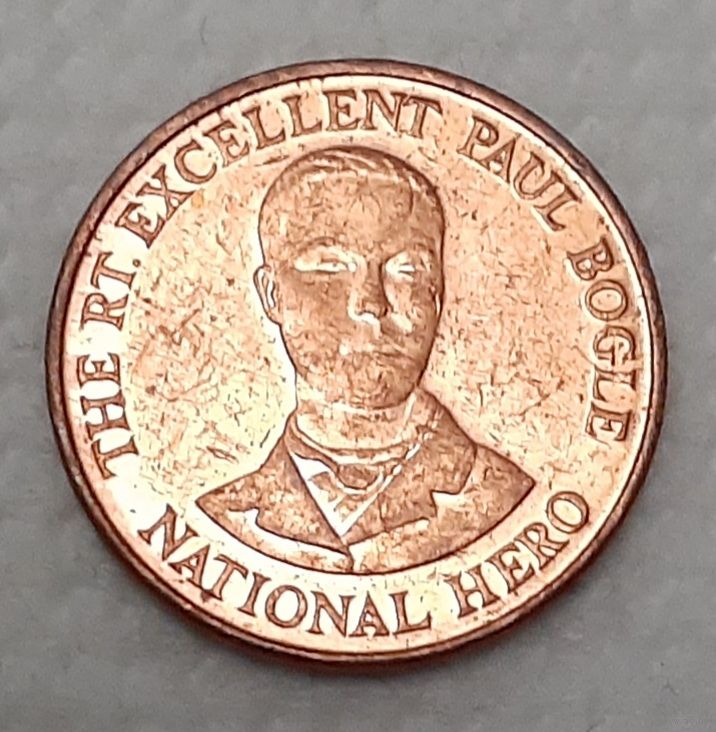 THE RT. EXCELLENT PAUL BOGLE
NATIONAL HERO